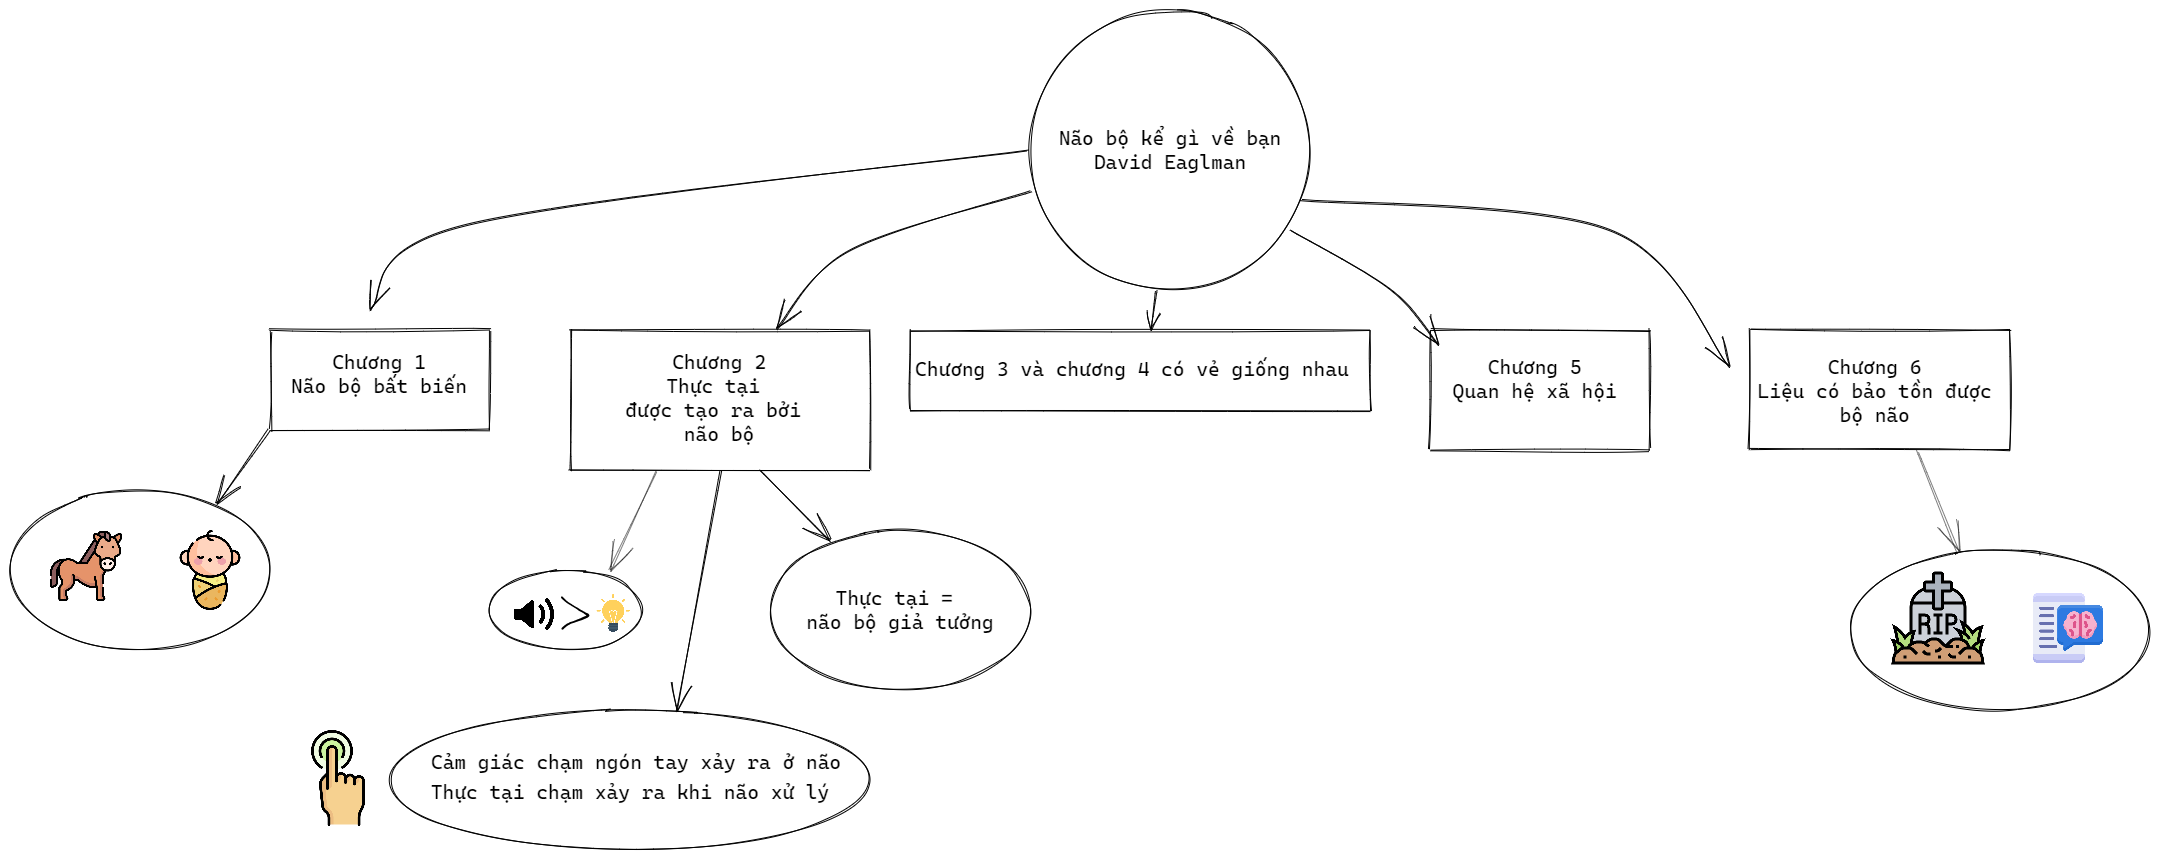 Não bộ kể gì về bạn
David Eaglman
Chương 1
Não bộ bất biến
Chương 2
Thực tại
được tạo ra bởi
não bộ
Chương 3 và chương 4 có vẻ giống nhau
Chương 5
Quan hệ xã hội
Chương 6
Liệu có bảo tồn được
bộ não
Thực tại =
não bộ giả tưởng
RIP
Cảm giác chạm ngón tay xảy ra ở não
Thực tại chạm xảy ra khi não xử lý